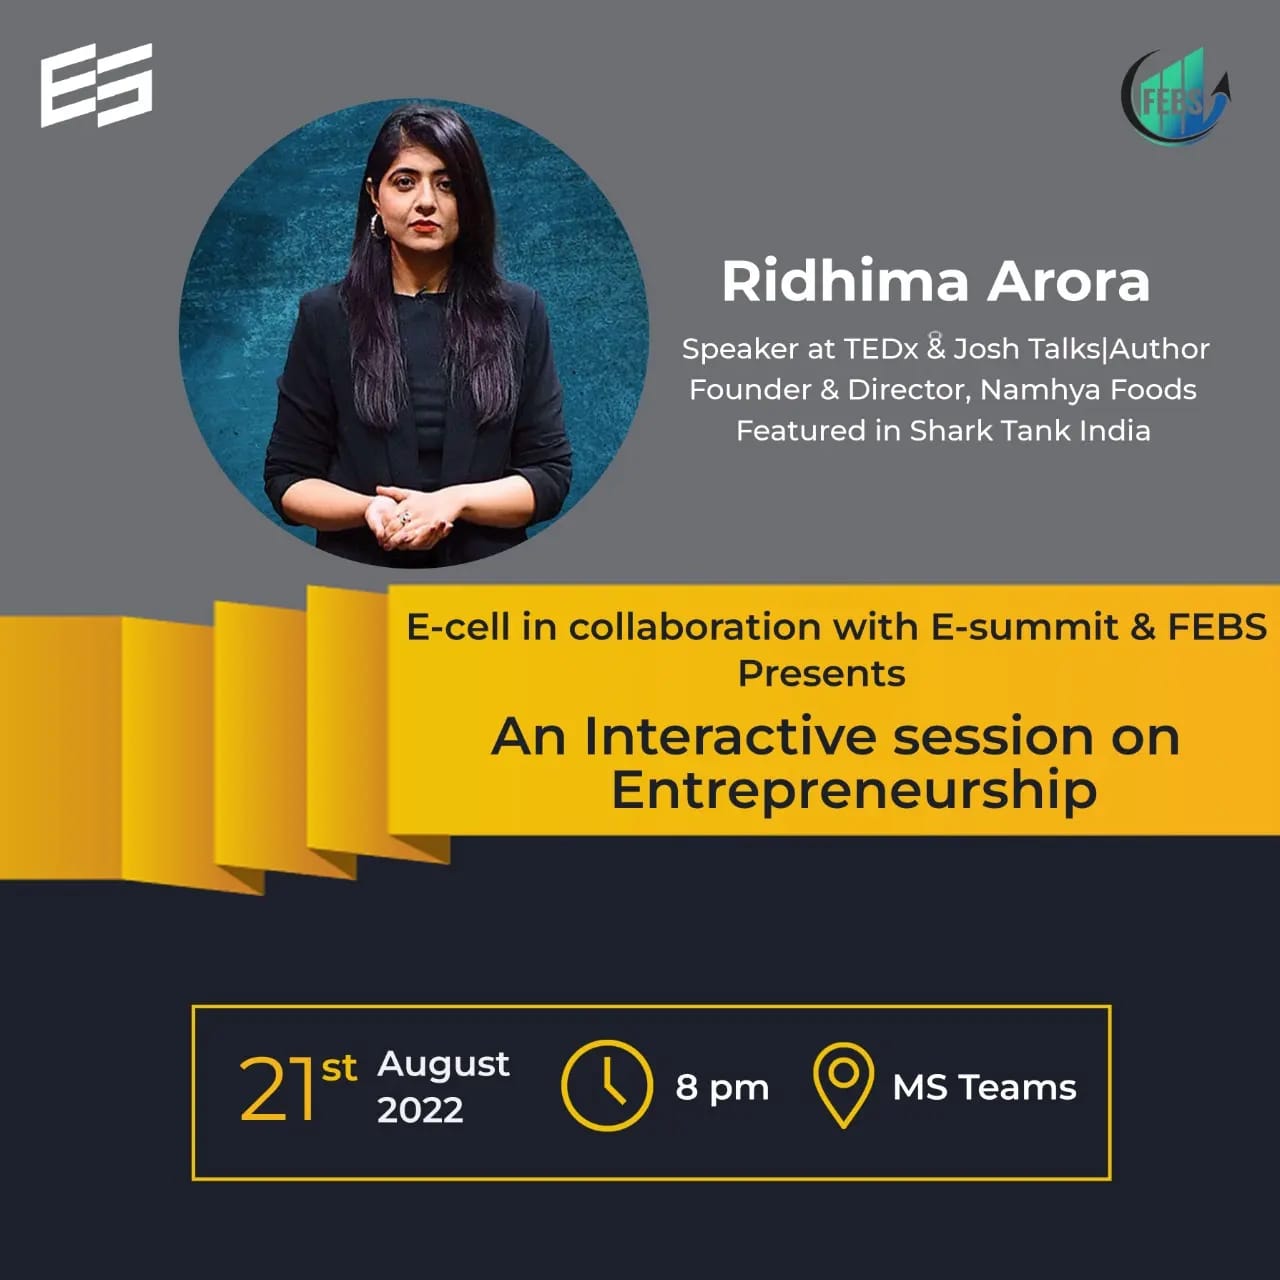 ES
FEBS
Ridhima Arora
Speaker at TEDx & Josh Talks|Author
Founder & Director, Namhya Foods
Featured in Shark Tank India
E-cell in collaboration with E-summit & FEBS
Presents
An Interactive session on
Entrepreneurship
21st August
2022
8 pm
MS Teams